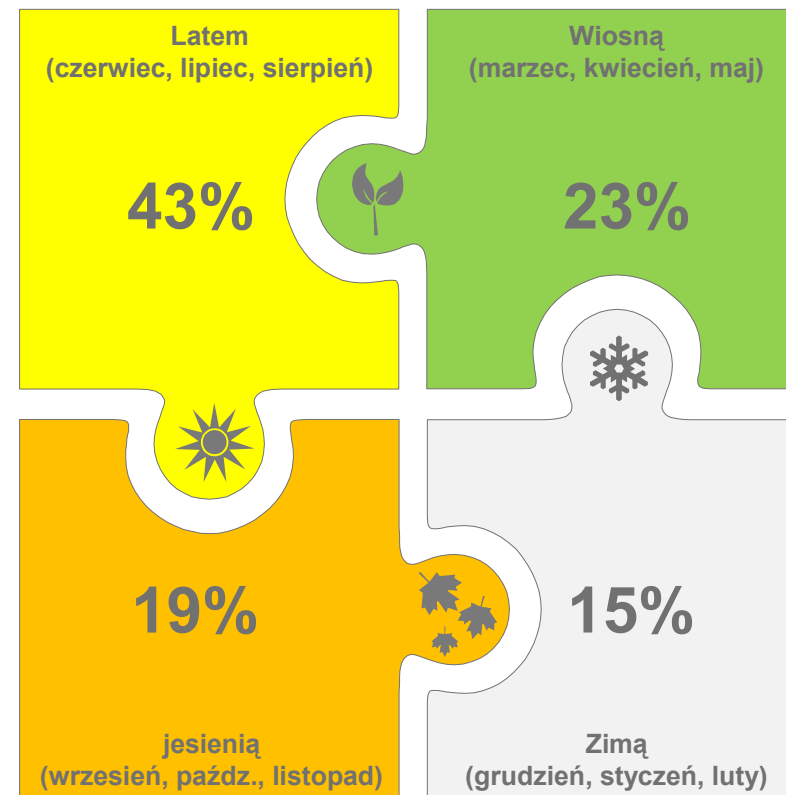 Latem
(czerwiec, lipiec, sierpień)
43%
Wiosną
(marzec, kwiecień, maj)
23%
19%
jesienią
(wrzesień, paźdz., listopad)
15%
Zimą
(grudzień, styczeń, luty)